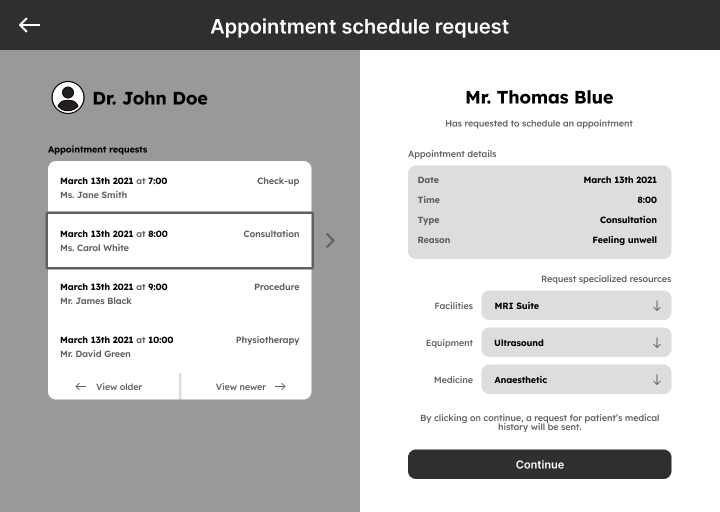 Appointment schedule request
Dr. John Doe
Appointment requests
March 13th 2021 at 7:00 Check-up
Ms. Jane Smith
March 13th 2021 at 8:00 Consultation
Ms. Carol White
March 13th 2021 at 9:00 Procedure
Mr. James Black
March 13th 2021 at 10:00 Physiotherapy
Mr. David Green
← View older View newer →
Mr. Thomas Blue
Has requested to schedule an appointment
Appointment details
Date March 13th 2021
Time 8:00
Type Consultation
Reason Feeling unwell
Request specialized resources
Facilities MRI Suite
Equipment Ultrasound
Medicine Anaesthetic
By clicking on continue, a request for patient's medical
history will be sent.
Continue